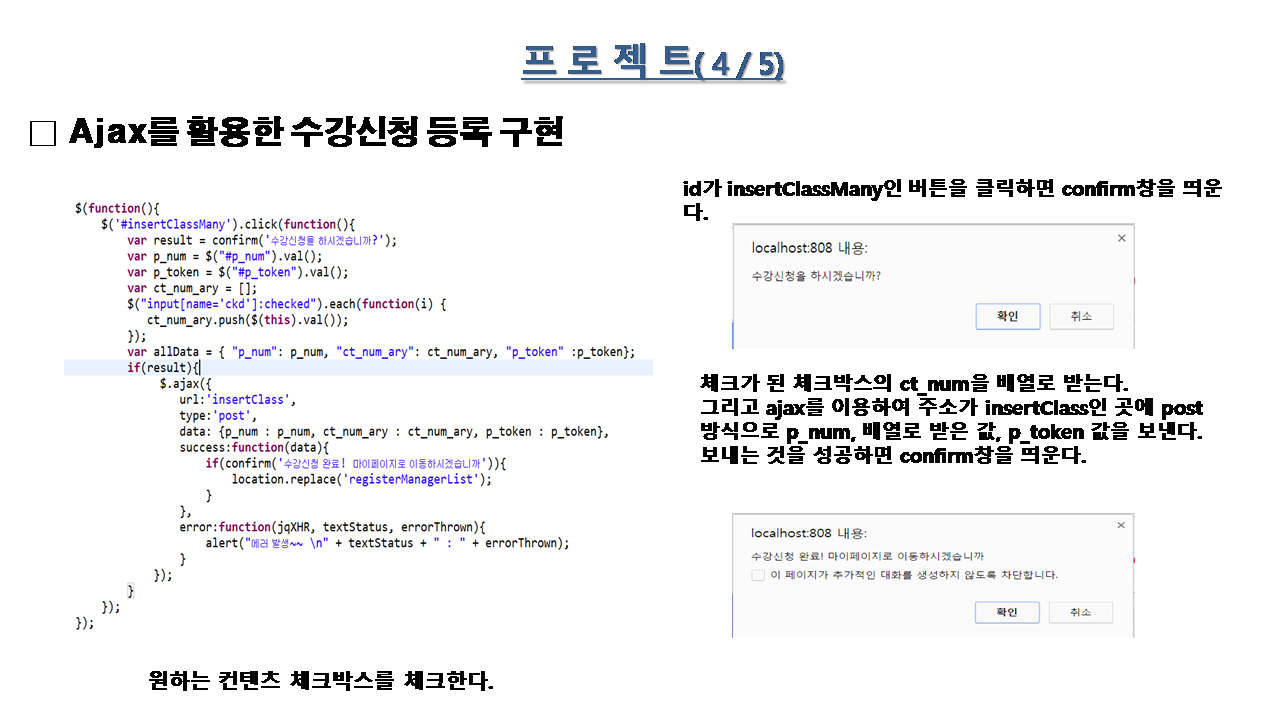 프 로 젝 트( 4 / 5)
□ Ajax를 활용한 수강신청 등록 구현
$(function(){
$('#insertClassMany').click(function(){
var result = confirm('수강신청을 하시겠습니까?');
var p_num = $("#p_num").val();
var p_token = $("#p_token").val();
var ct_num_ary = [];
$("input[name='ckd']:checked").each(function(i) {
ct_num_ary.push($(this).val());
});
var allData = { "p_num": p_num, "ct_num_ary": ct_num_ary, "p_token" :p_token};
if(result){
$.ajax({
url:'insertClass',
type:'post',
data: {p_num : p_num, ct_num_ary : ct_num_ary, p_token : p_token},
success:function(data){
if(confirm('수강신청 완료! 마이페이지로 이동하시겠습니까')){
location.replace('registerManagerList');
}
},
error:function(jqXHR, textStatus, errorThrown){
alert("에러 발생~~ \n" + textStatus + " : " + errorThrown);
}
});
}
});
});
원하는 컨탠츠 체크박스를 체크한다.
id가 insertClassMany인 버튼을 클릭하면 confirm창을 띄운
다.
localhost:808 내용:
×
수강신청을 하시겠습니까?
확인 취소
체크가 된 체크박스의 ct_num을 배열로 받는다.
그리고 ajax를 이용하여 주소가 insertClass인 곳에 post
방식으로 p_num, 배열로 받은 값, p_token 값을 보낸다.
보내는 것을 성공하면 confirm창을 띄운다.
localhost:808 내용:
×
수강신청 완료! 마이페이지로 이동하시겠습니까
이 페이지가 추가적인 대화를 생성하지 않도록 차단합니다.
확인 취소